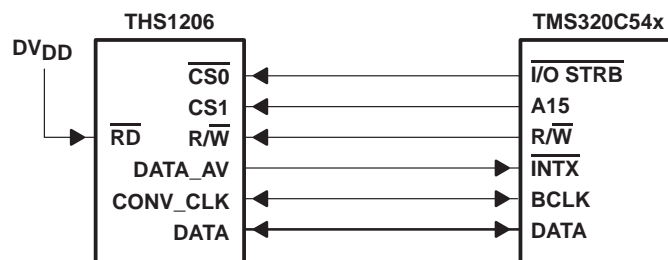 THS1206
TMS320C54x
DVDD
CS0
I/O STRB
CS1
A15
RD
R/W
R/W
DATA_AV
INTX
CONV_CLK
BCLK
DATA
DATA